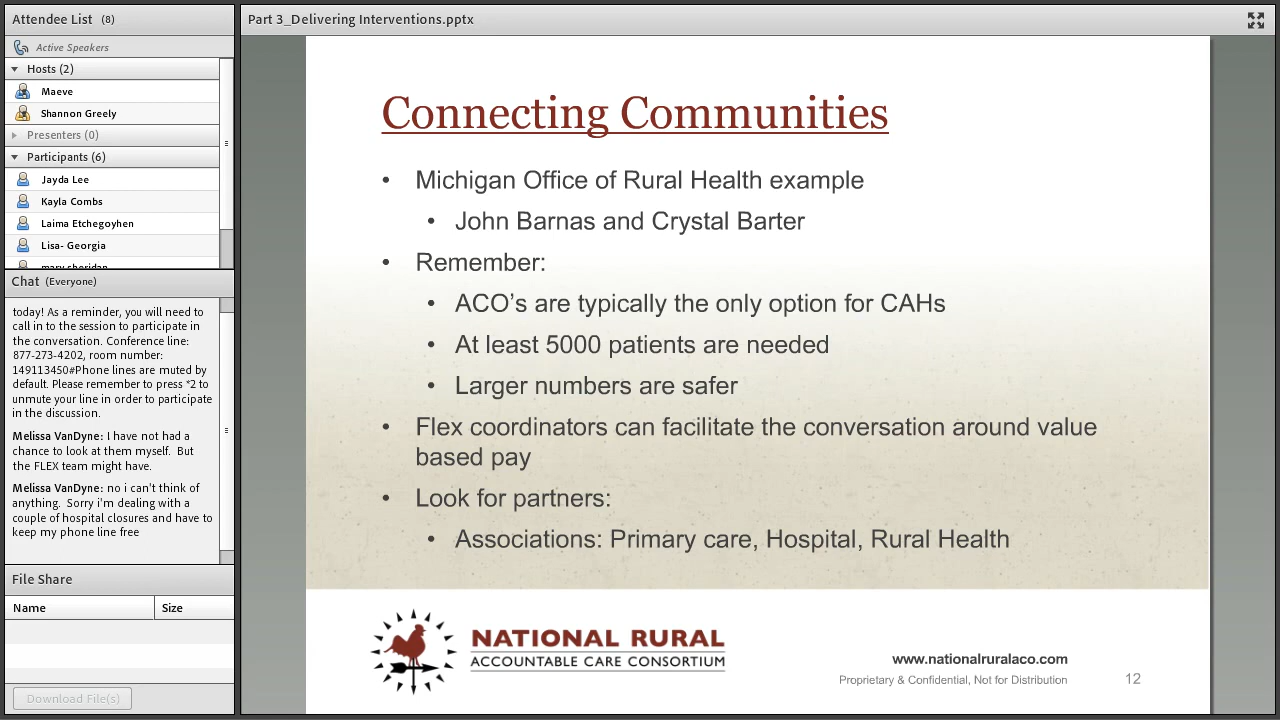 Attendee List (8)
Active Speakers
Hosts (2)
Maeve
Shannon Greely
Presenters (0)
Participants (6)
Jayda Lee
Kayla Combs
Laima Etchegoyhen
Lisa- Georgia
mary sheridan
Chat (Everyone)
today! As a reminder, you will need to
call in to the session to participate in
the conversation. Conference line:
877-273-4202, room number:
149113450#Phone lines are muted by
default. Please remember to press *2 to
unmute your line in order to participate
in the discussion.
Melissa VanDyne: I have not had a
chance to look at them myself. But
the FLEX team might have.
Melissa VanDyne: no i can't think of
anything. Sorry i'm dealing with a
couple of hospital closures and have to
keep my phone line free
File Share
Name Size
Download File(s)
Part 3_Delivering Interventions.pptx
Connecting Communities
• Michigan Office of Rural Health example
• John Barnas and Crystal Barter
• Remember:
• ACO’s are typically the only option for CAHs
• At least 5000 patients are needed
• Larger numbers are safer
• Flex coordinators can facilitate the conversation around value
based pay
• Look for partners:
• Associations: Primary care, Hospital, Rural Health
NATIONAL RURAL
ACCOUNTABLE CARE CONSORTIUM
www.nationalruralaco.com
Proprietary & Confidential, Not for Distribution
12